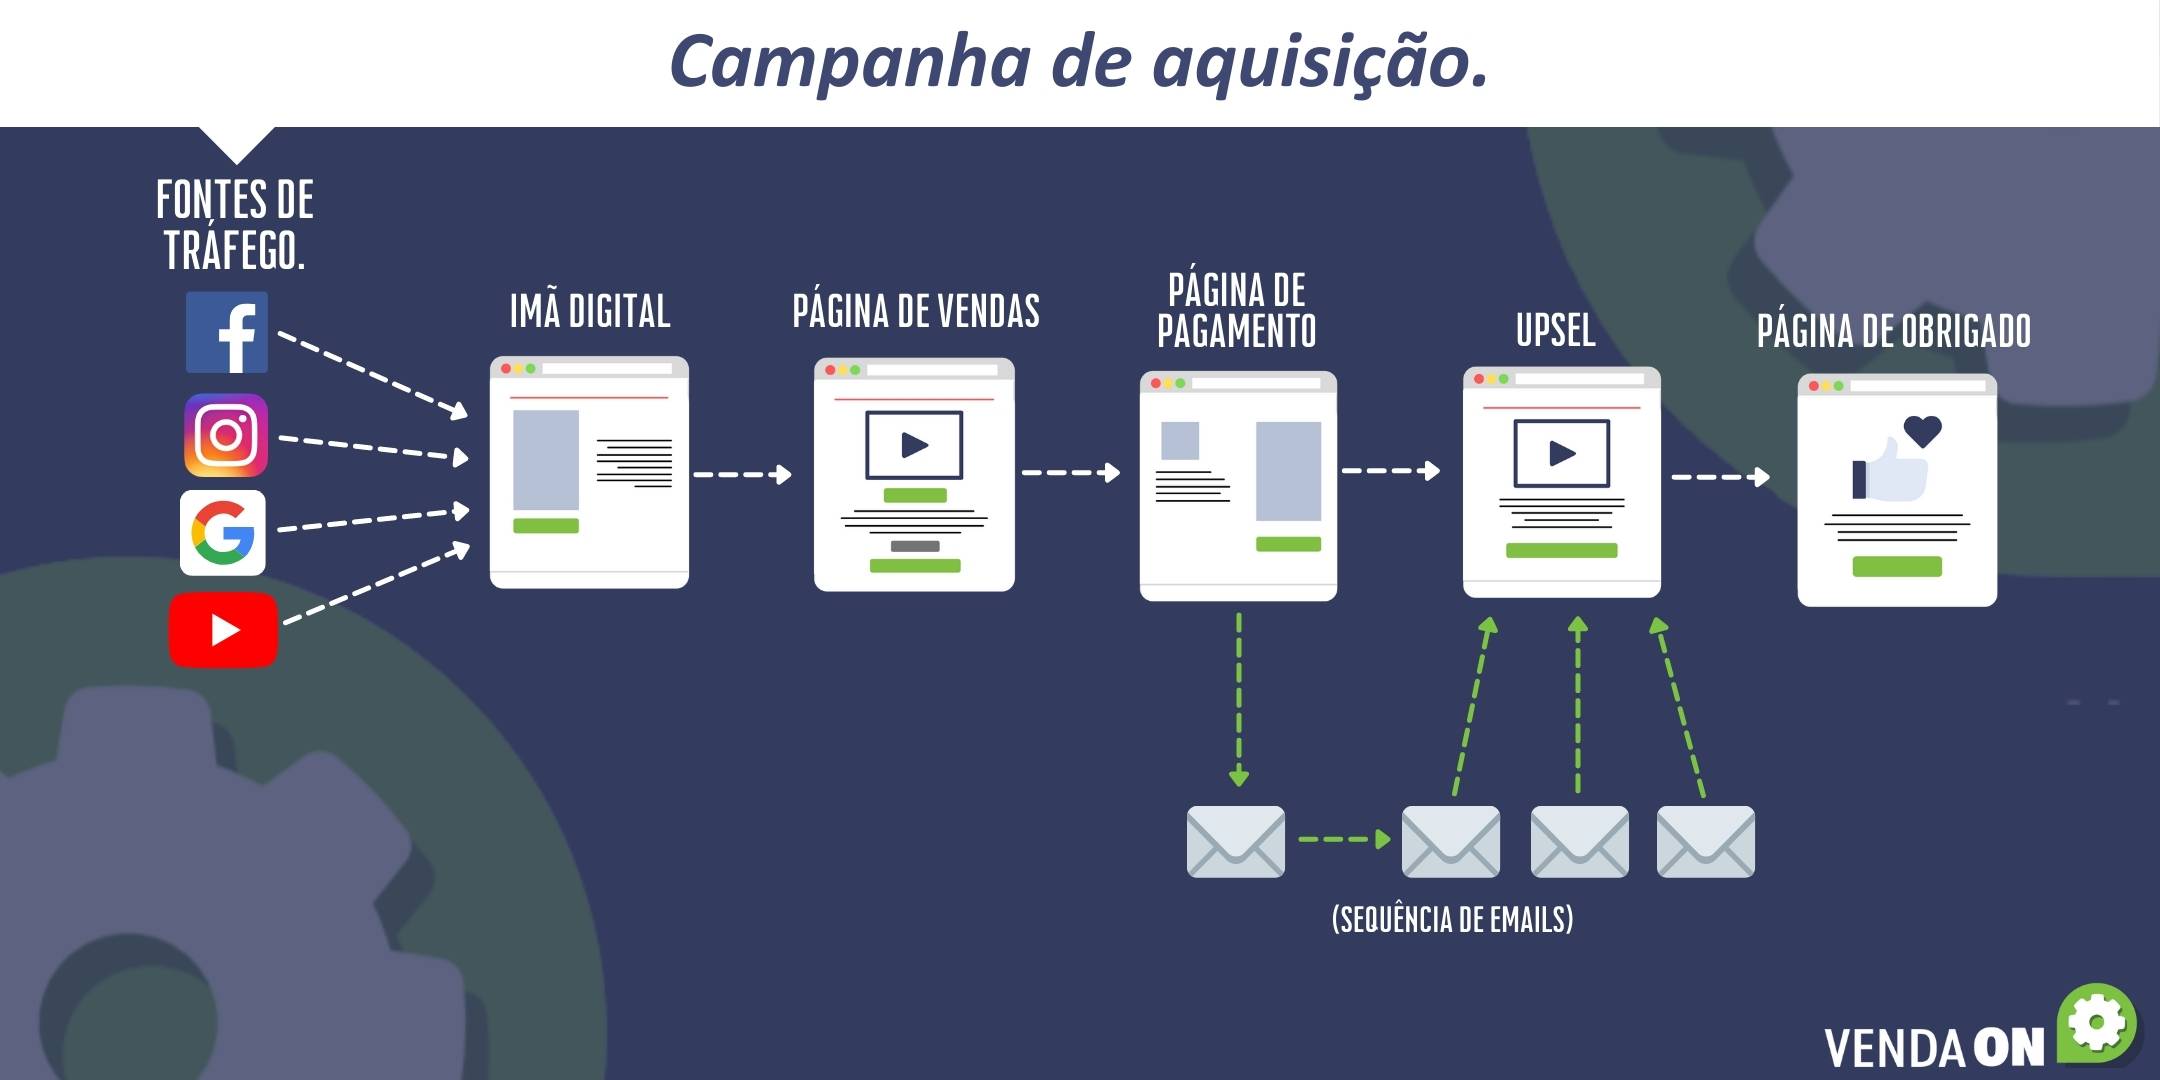 Campanha de aquisição.
FONTES DE
TRÁFEGO.
IMÃ DIGITAL
PÁGINA DE VENDAS
PÁGINA DE
PAGAMENTO
UPSEL
PÁGINA DE OBRIGADO
(SEQUÊNCIA DE EMAILS)
VENDA ON